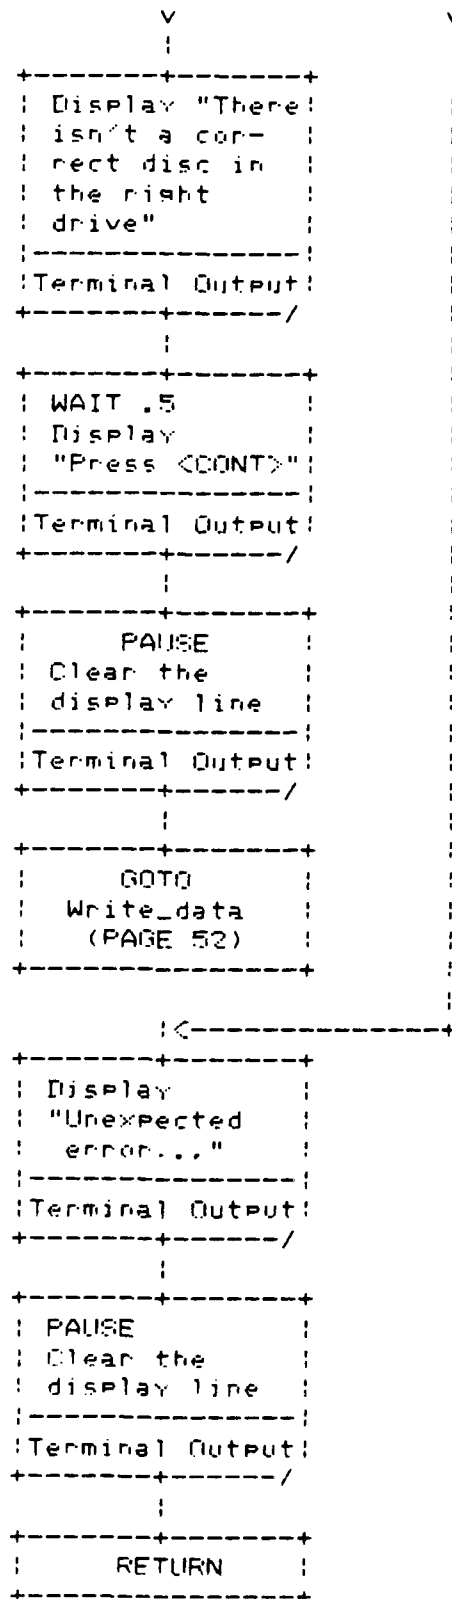 Display "There
isn't a cor-
rect disc in
the right
drive"
Terminal Output
WAIT .5
Display
"Press <CONT>"
Terminal Output
PAUSE
Clear the
display line
Terminal Output
GOTO
Write_data
(PAGE 52)
Display
"Unexpected
error..."
Terminal Output
PAUSE
Clear the
display line
Terminal Output
RETURN